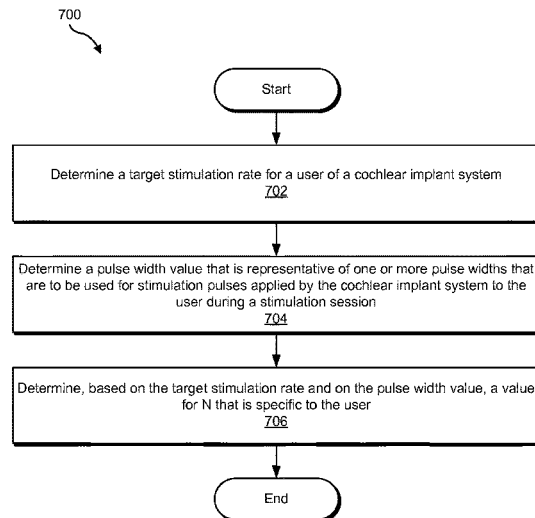 700
Start
Determine a target stimulation rate for a user of a cochlear implant system
702
Determine a pulse width value that is representative of one or more pulse widths that
are to be used for stimulation pulses applied by the cochlear implant system to the
user during a stimulation session
704
Determine, based on the target stimulation rate and on the pulse width value, a value
for N that is specific to the user
706
End